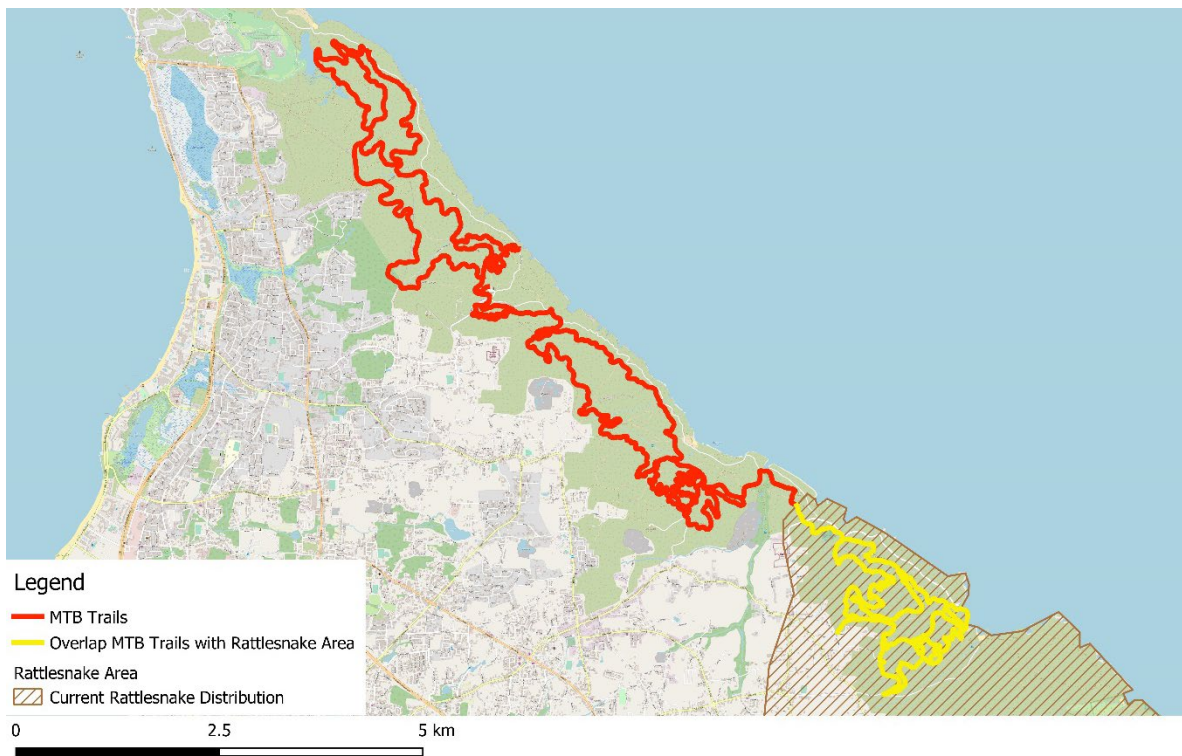 Legend
MTB Trails
Overlap MTB Trails with Rattlesnake Area
Rattlesnake Area
Current Rattlesnake Distribution
0 2.5 5 km